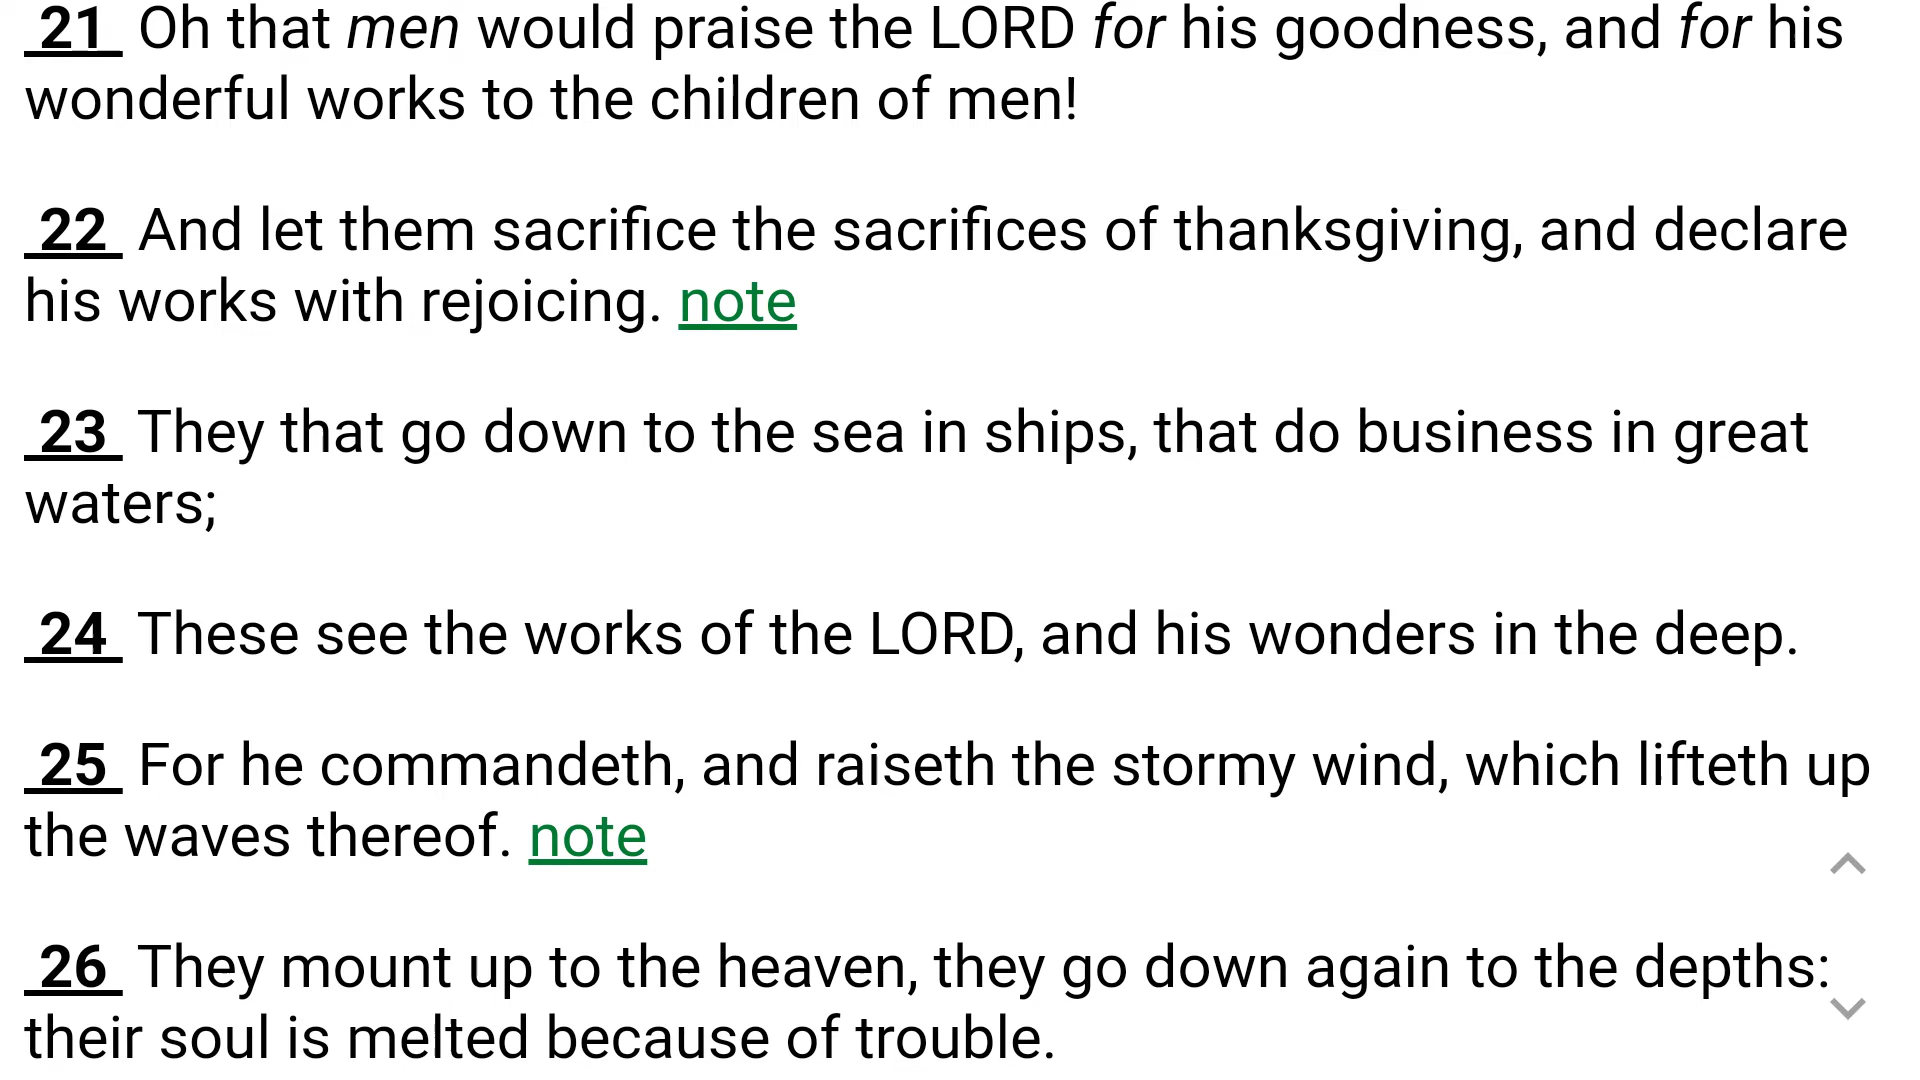 21 Oh that men would praise the LORD for his goodness, and for his
wonderful works to the children of men!
22 And let them sacrifice the sacrifices of thanksgiving, and declare
his works with rejoicing. note
23 They that go down to the sea in ships, that do business in great
waters;
24 These see the works of the LORD, and his wonders in the deep.
25 For he commandeth, and raiseth the stormy wind, which lifteth up
the waves thereof. note
26 They mount up to the heaven, they go down again to the depths:
their soul is melted because of trouble.